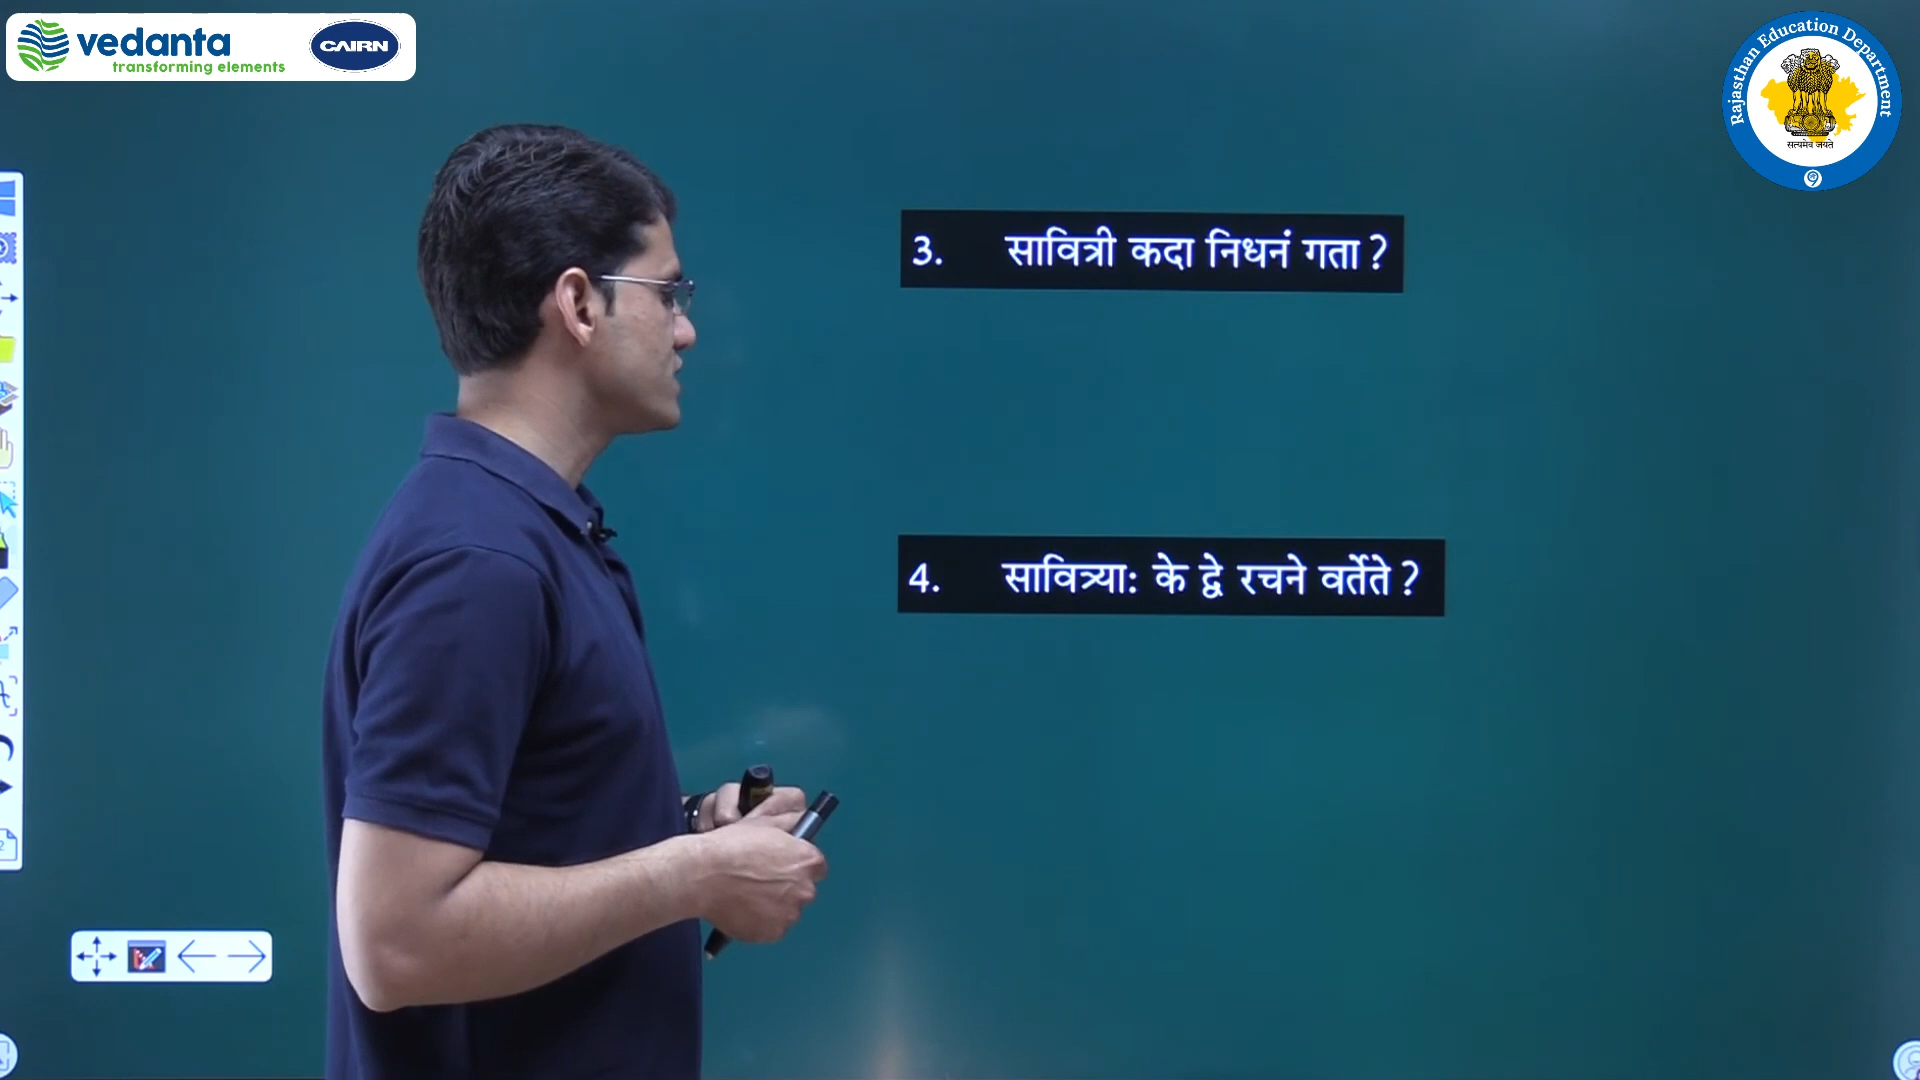 vedanta
transforming elements
CAIRN
Rajasthan Education Department
सत्यमेव जयते
3. सावित्री कदा निधनं गता ?
4. सावित्र्या: के द्वे रचने वर्तेते ?